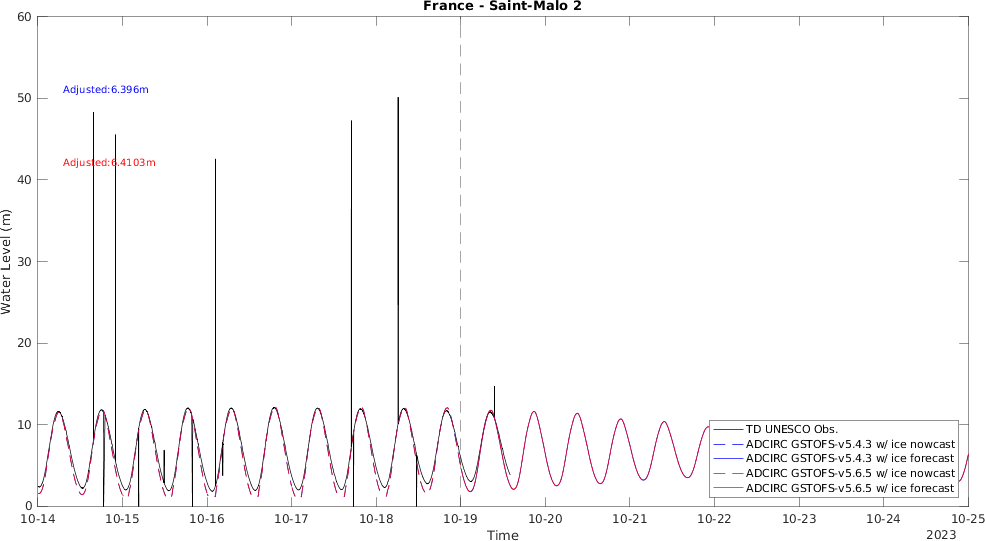 France - Saint-Malo 2
60
50
40
30
20
10
0
Water Level (m)
Adjusted:6.396m
Adjusted:6.4103m
TD UNESCO Obs.
ADCIRC GSTOFS-v5.4.3 w/ ice nowcast
ADCIRC GSTOFS-v5.4.3 w/ ice forecast
ADCIRC GSTOFS-v5.6.5 w/ ice nowcast
ADCIRC GSTOFS-v5.6.5 w/ ice forecast
10-14 10-15 10-16 10-17 10-18 10-19 10-20 10-21 10-22 10-23 10-24 10-25
Time
2023